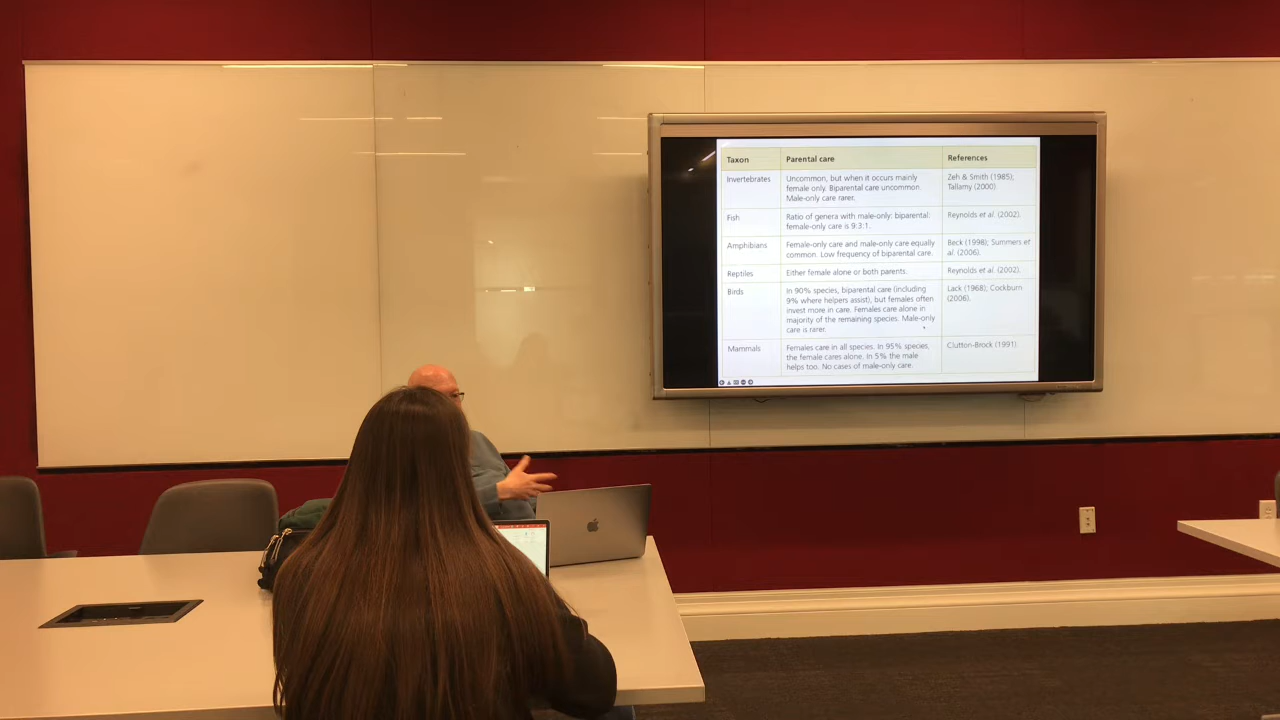 Taxon Parental care References
Invertebrates Uncommon, but when it occurs mainly Zeh & Smith (1985);
female only. Biparental care uncommon. Tallamy (2000)
Male-only care rarer.
Fish Ratio of genera with male-only: biparental: Reynolds et al. (2002).
female-only care is 9:3:1.
Amphibians Female-only care and male-only care equally Beck (1998); Summers et
common. Low frequency of biparental care. al. (2006).
Reptiles Either female alone or both parents. Reynolds et al. (2002).
Birds In 90% species, biparental care (including Lack (1968); Cockburn
9% where helpers assist), but females often (2006).
invest more in care. Females care alone in
majority of the remaining species. Male-only
care is rarer.
Mammals Females care in all species. In 95% species, Clutton-Brock (1991).
the female cares alone. In 5% the male
helps too. No cases of male-only care.